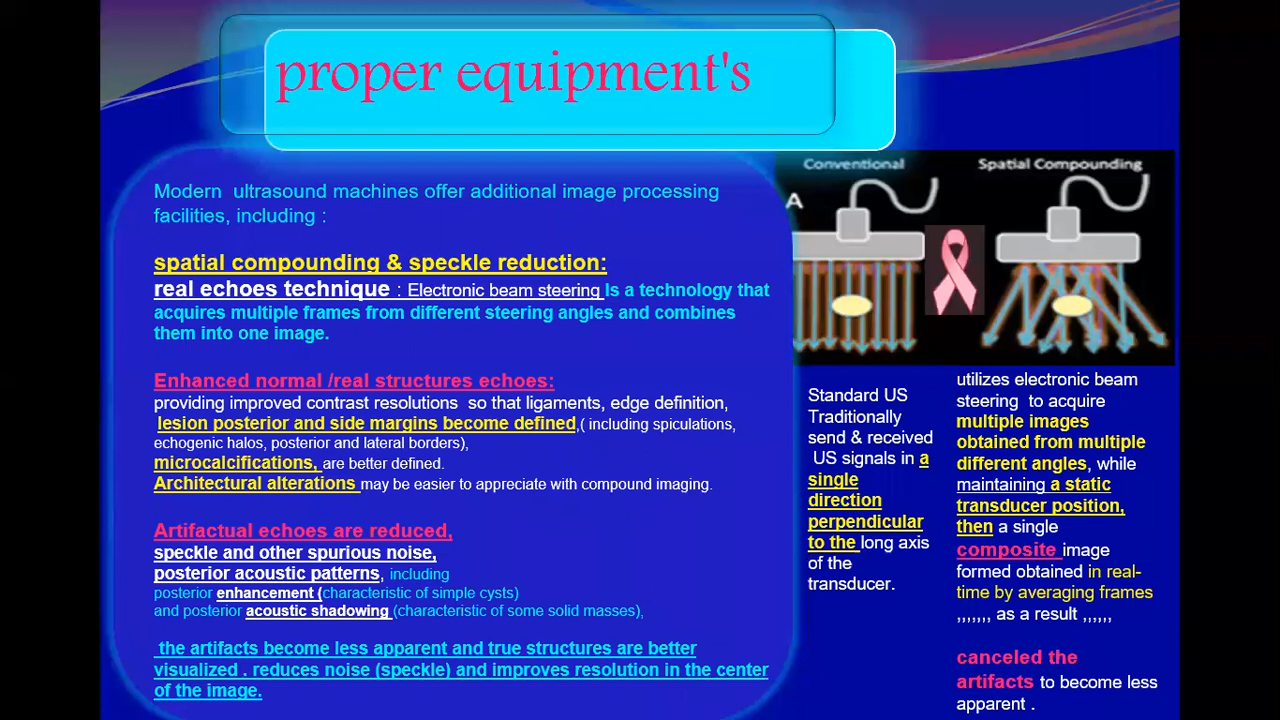 proper equipment's
Modern ultrasound machines offer additional image processing
facilities, including :
spatial compounding & speckle reduction:
real echoes technique : Electronic beam steering Is a technology that
acquires multiple frames from different steering angles and combines
them into one image.
Enhanced normal /real structures echoes:
providing improved contrast resolutions so that ligaments, edge definition,
lesion posterior and side margins become defined,( including spiculations,
echogenic halos, posterior and lateral borders),
microcalcifications, are better defined.
Architectural alterations may be easier to appreciate with compound imaging.
Artifactual echoes are reduced,
speckle and other spurious noise,
posterior acoustic patterns, including
posterior enhancement (characteristic of simple cysts)
and posterior acoustic shadowing (characteristic of some solid masses),
the artifacts become less apparent and true structures are better
visualized . reduces noise (speckle) and improves resolution in the center
of the image.
Conventional
A
Spatial Compounding
Standard US
Traditionally
send & received
US signals in a
single
direction
perpendicular
to the long axis
of the
transducer.
utilizes electronic beam
steering to acquire
multiple images
obtained from multiple
different angles, while
maintaining a static
transducer position,
then a single
composite image
formed obtained in real-
time by averaging frames
,,,,,,, as a result ,,,,,,
canceled the
artifacts to become less
apparent .